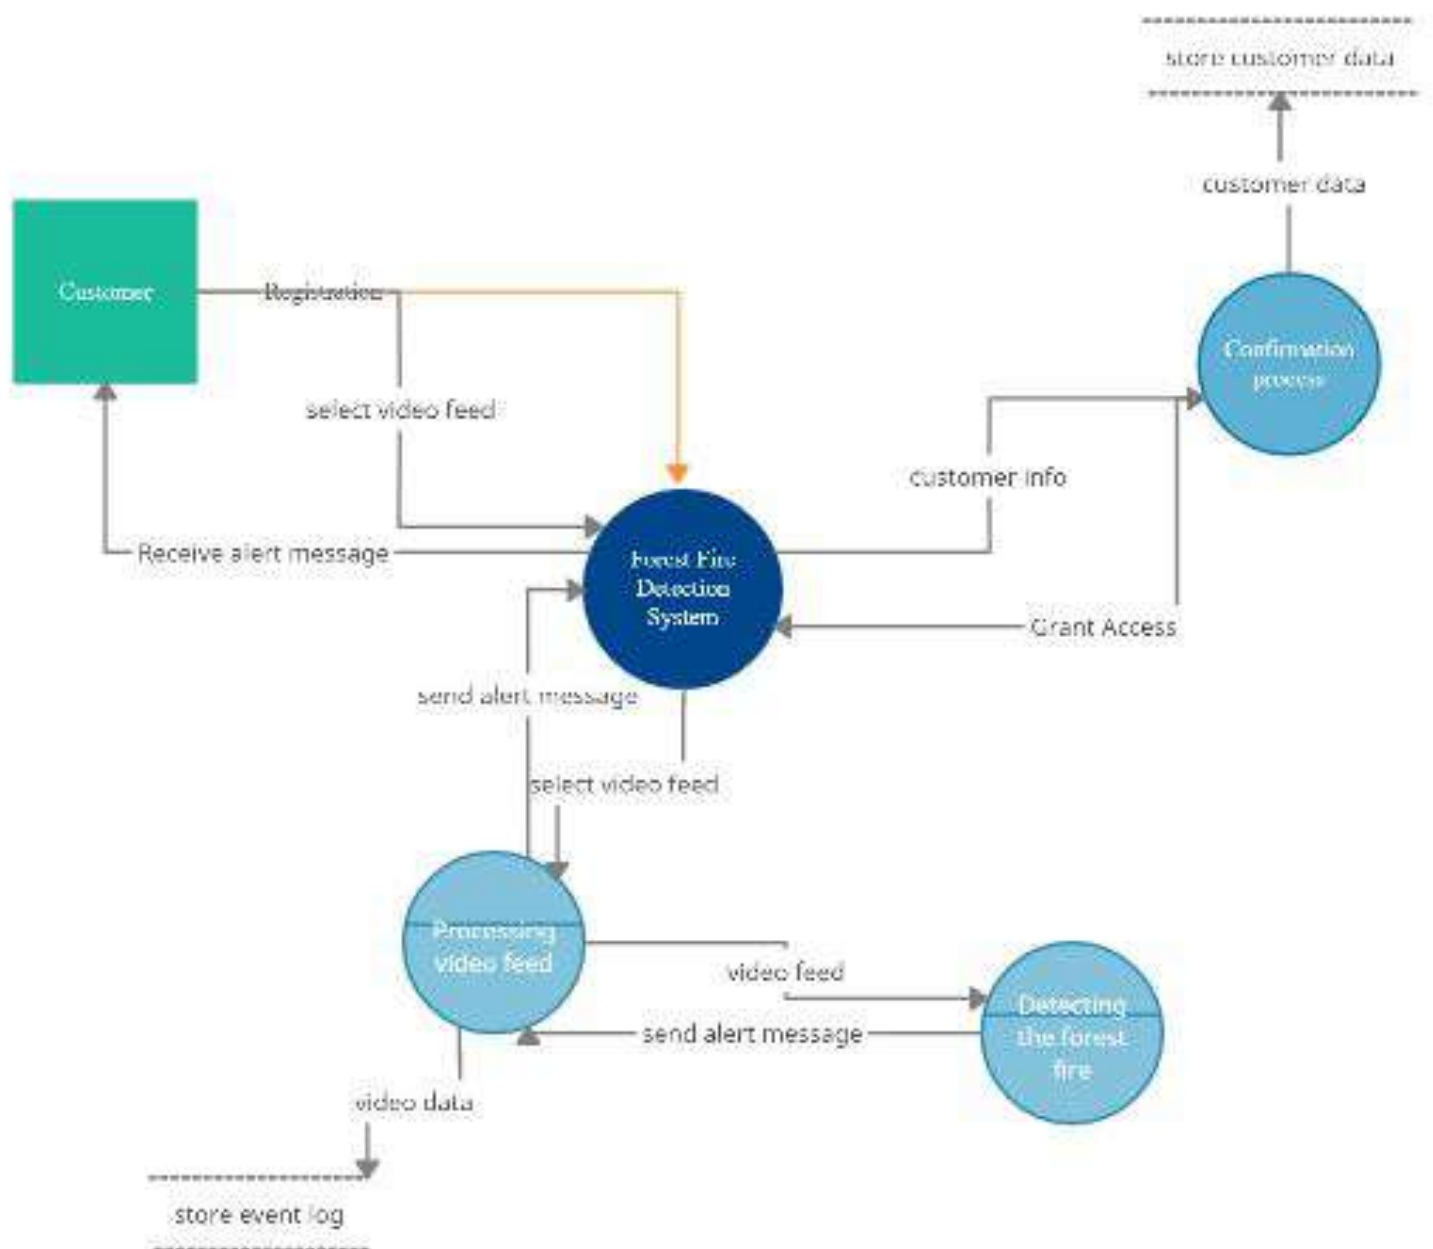 store customer data
customer data
Customer
Registration
Confirmation
process
select video feed
customer info
Receive alert message
Forest Fire
Detection
System
Grant Access
send alert message
select video feed
Processing
video feed
video feed
Detecting
the forest
fire
send alert message
video data
store event log